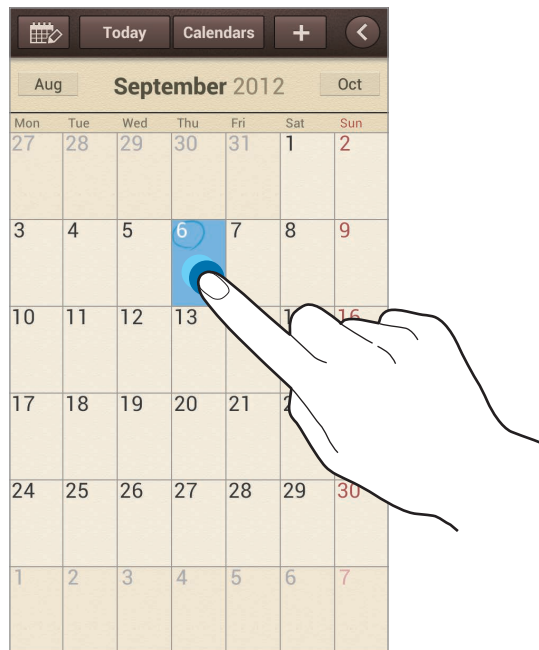 Today Calendars +
Aug September 2012 Oct
Mon Tue Wed Thu Fri Sat Sun
27 28 29 30 31 1 2
3 4 5 6 7 8 9
10 11 12 13 16
17 18 19 20 21
24 25 26 27 28 29 30
1 2 3 4 5 6 7